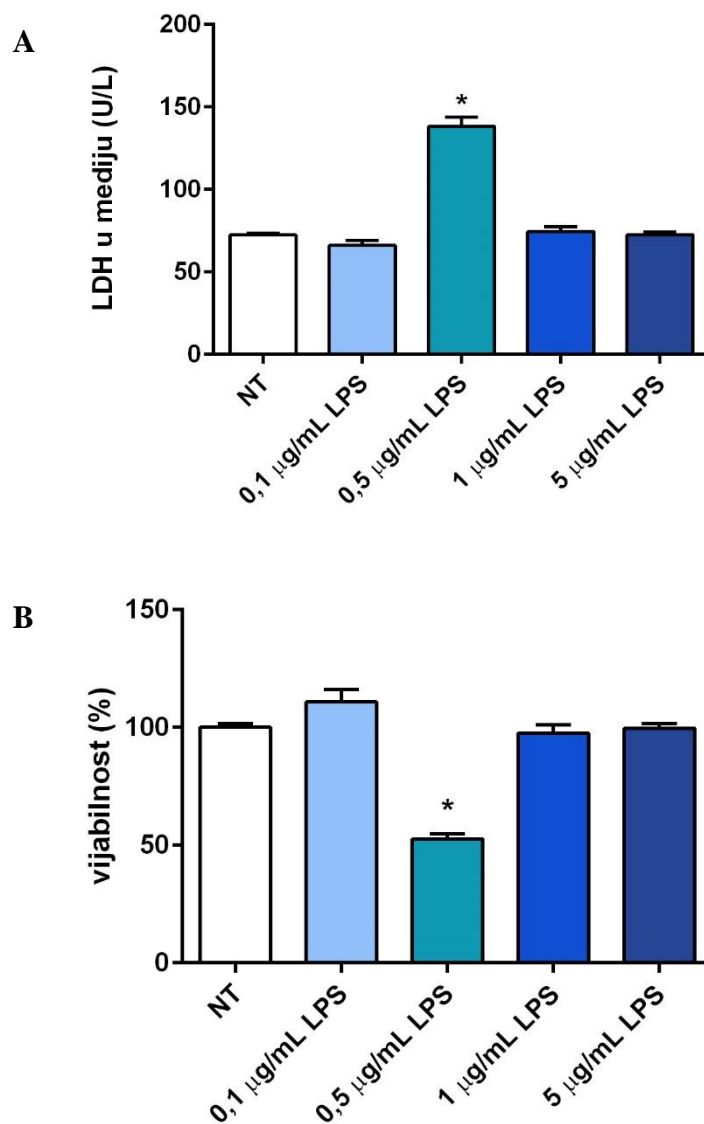 A
LDH u mediju (U/L)
200
150
100
50
0
*
NT
0,1 µg/mL LPS
0,5 µg/mL LPS
1 µg/mL LPS
5 µg/mL LPS
B
vijabilnost (%)
150
100
50
0
*
NT
0,1 µg/mL LPS
0,5 µg/mL LPS
1 µg/mL LPS
5 µg/mL LPS